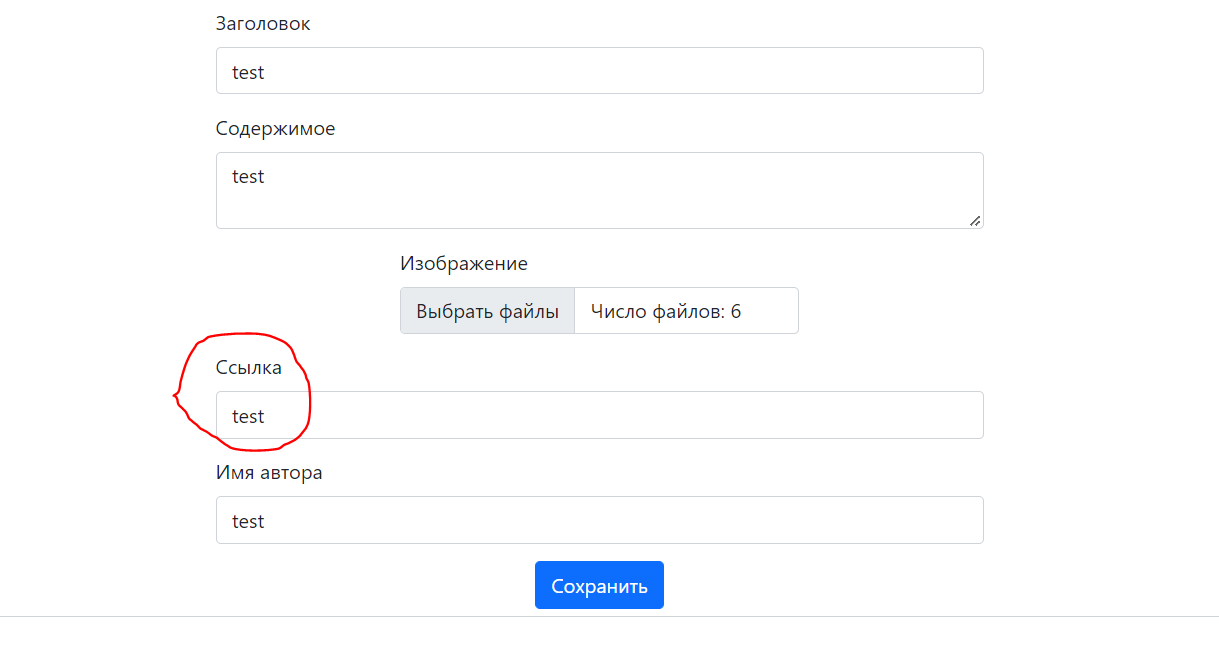 Заголовок
test
Содержимое
test
Изображение
Выбрать файлы Число файлов: 6
Ссылка
test
Имя автора
test
Сохранить